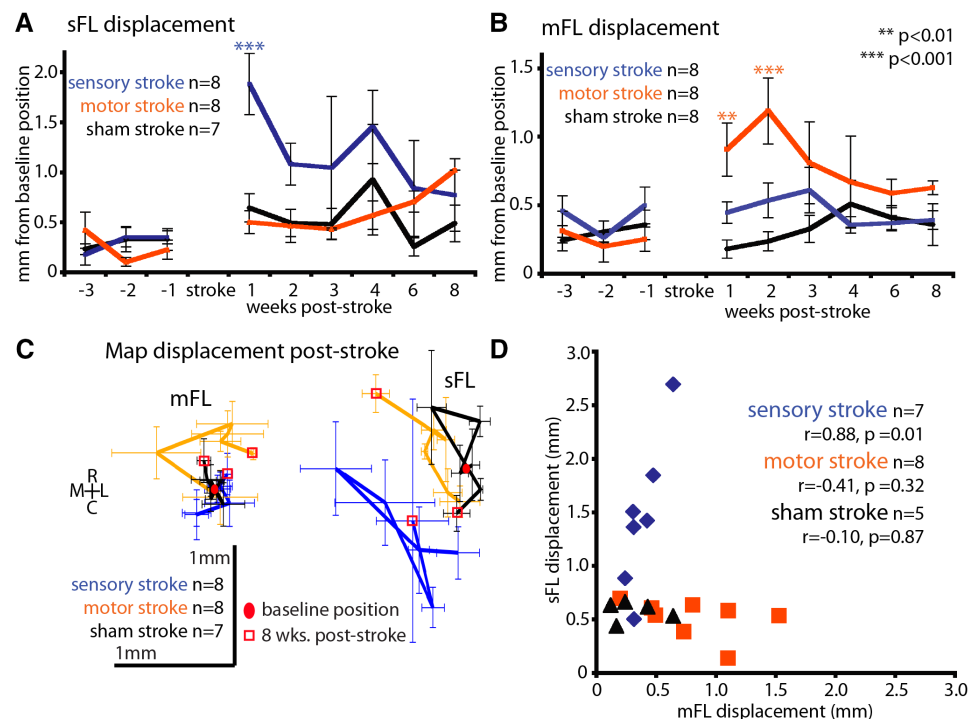 A
sFL displacement
***
mm from baseline position
2.0
1.5
1.0
0.5
0
sensory stroke n=8
motor stroke n=8
sham stroke n=7
-3 -2 -1 stroke 1 2 3 4 6 8
weeks post-stroke
B
mFL displacement
** p<0.01
*** p<0.001
mm from baseline position
1.5
1.0
0.5
0
sensory stroke n=8
motor stroke n=8
sham stroke n=8
** ***
-3 -2 -1 stroke 1 2 3 4 6 8
weeks post-stroke
C
Map displacement post-stroke
mFL
sFL
R
M L
C
1mm
1mm
sensory stroke n=8
motor stroke n=8
sham stroke n=7
baseline position
8 wks. post-stroke
D
sFL displacement (mm)
3.0
2.5
2.0
1.5
1.0
0.5
0
sensory stroke n=7
r=0.88, p =0.01
motor stroke n=8
r=-0.41, p =0.32
sham stroke n=5
r=-0.10, p=0.87
0 0.5 1.0 1.5 2.0 2.5 3.0
mFL displacement (mm)